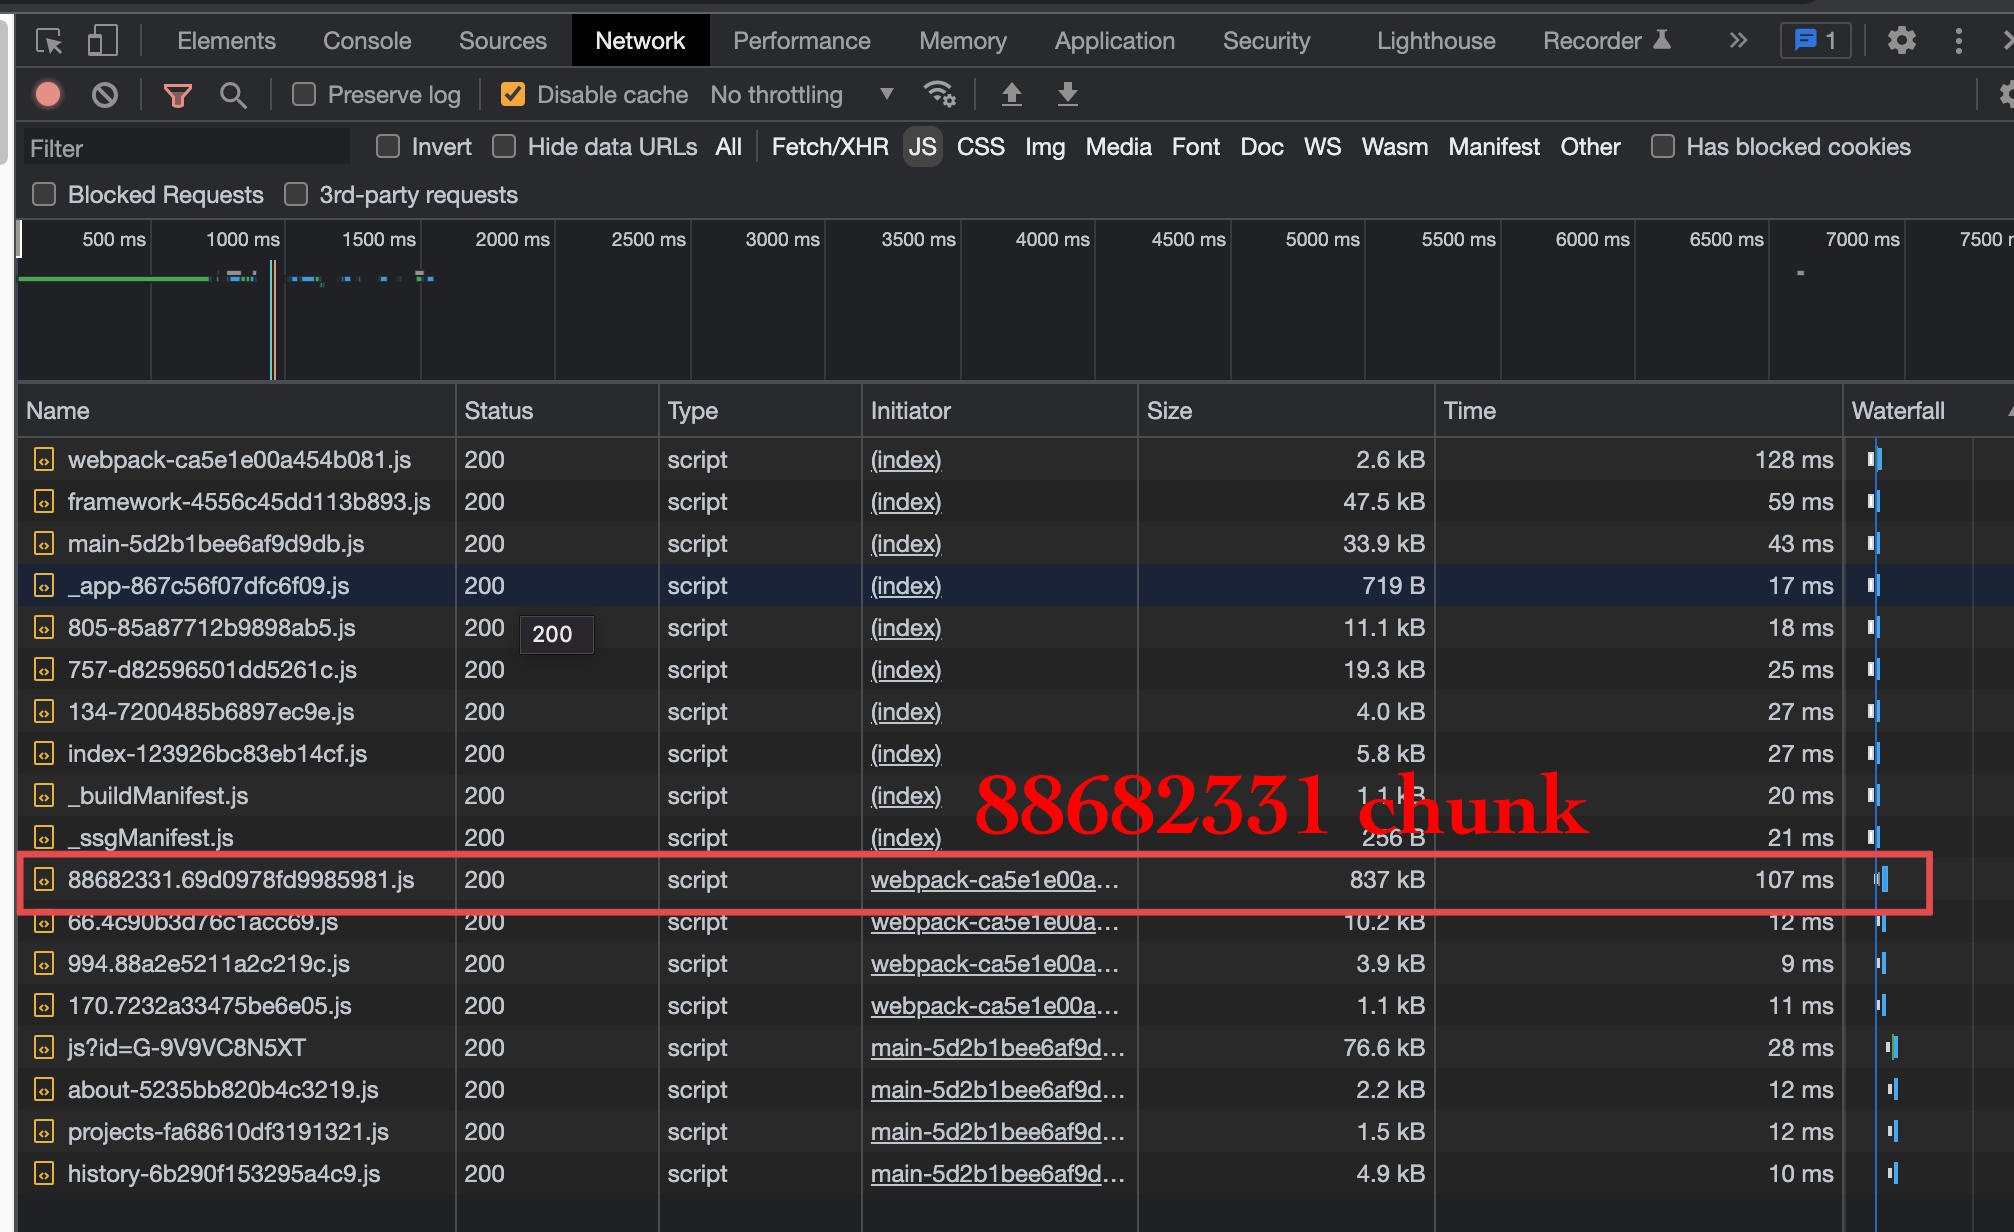 Elements Console Sources Network Performance Memory Application Security Lighthouse Recorder 1
Preserve log Disable cache No throttling
Filter Invert Hide data URLs All Fetch/XHR JS CSS Img Media Font Doc WS Wasm Manifest Other Has blocked cookies
Blocked Requests 3rd-party requests
500 ms 1000 ms 1500 ms 2000 ms 2500 ms 3000 ms 3500 ms 4000 ms 4500 ms 5000 ms 5500 ms 6000 ms 6500 ms 7000 ms 7500
Name Status Type Initiator Size Time Waterfall
webpack-ca5e1e00a454b081.js 200 script (index) 2.6 kB 128 ms
framework-4556c45dd113b893.js 200 script (index) 47.5 kB 59 ms
main-5d2b1bee6af9d9db.js 200 script (index) 33.9 kB 43 ms
_app-867c56f07dfc6f09.js 200 script (index) 719 B 17 ms
805-85a87712b9898ab5.js 200 script (index) 11.1 kB 18 ms
200
757-d82596501dd5261c.js 200 script (index) 19.3 kB 25 ms
134-7200485b6897ec9e.js 200 script (index) 4.0 kB 27 ms
index-123926bc83eb14cf.js 200 script (index) 5.8 kB 27 ms
88682331 chunk
_buildManifest.js 200 script (index) 1.1 kB 20 ms
_ssgManifest.js 200 script (index) 256 B 21 ms
88682331.69d0978fd9985981.js 200 script webpack-ca5e1e00a... 837 kB 107 ms
66.4c90b3d76c1acc69.js 200 script webpack-ca5e1e00a... 10.2 kB 12 ms
994.88a2e5211a2c219c.js 200 script webpack-ca5e1e00a... 3.9 kB 9 ms
170.7232a33475be6e05.js 200 script webpack-ca5e1e00a... 1.1 kB 11 ms
js?id=G-9V9VC8N5XT 200 script main-5d2b1bee6af9d... 76.6 kB 28 ms
about-5235bb820b4c3219.js 200 script main-5d2b1bee6af9d... 2.2 kB 12 ms
projects-fa68610df3191321.js 200 script main-5d2b1bee6af9d... 1.5 kB 12 ms
history-6b290f153295a4c9.js 200 script main-5d2b1bee6af9d... 4.9 kB 10 ms